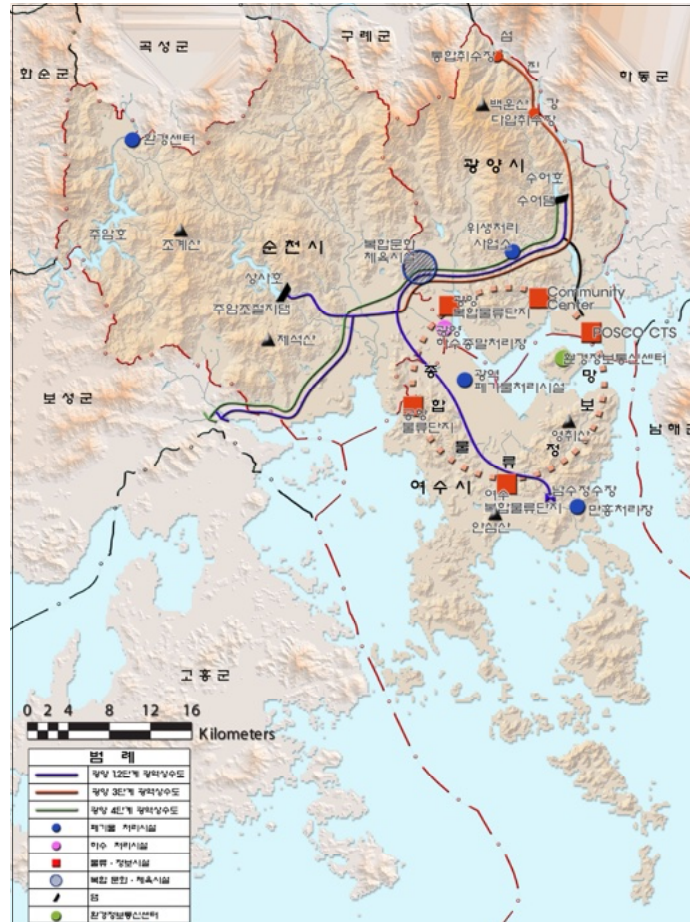 구례군
섬
곡성군
통합취수장
진
화순군
하동군
강
백운산
다압취수장
환경센터
광양시
수어호
수어댐
주암호
조계산
순천시
복합문화
체육시설
위생처리
사업소
상사호
주암조절지댐
광양
복합물류단지
Community
Center
광양
하수종말처리장
POSCO CTS
제석산
환경정보통신센터
종
망
광역
폐기물처리시설
보성군
합
보
물류단지
영취산
정
남해군
물
류
여수시
여수
복합물류단지
남수정수장
만흥처리장
안심산
고흥군
0 2 4 8 12 16
Kilometers
범 례
광양 1.2단계 광역상수도
광양 3단계 광역상수도
광양 4단계 광역상수도
폐기물 처리시설
하수 처리시설
물류·정보시설
복합 문화·체육시설
댐
환경정보통신센터